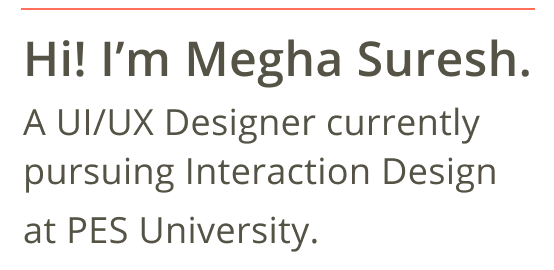 Hi! I’m Megha Suresh.
A UI/UX Designer currently
pursuing Interaction Design
at PES University.